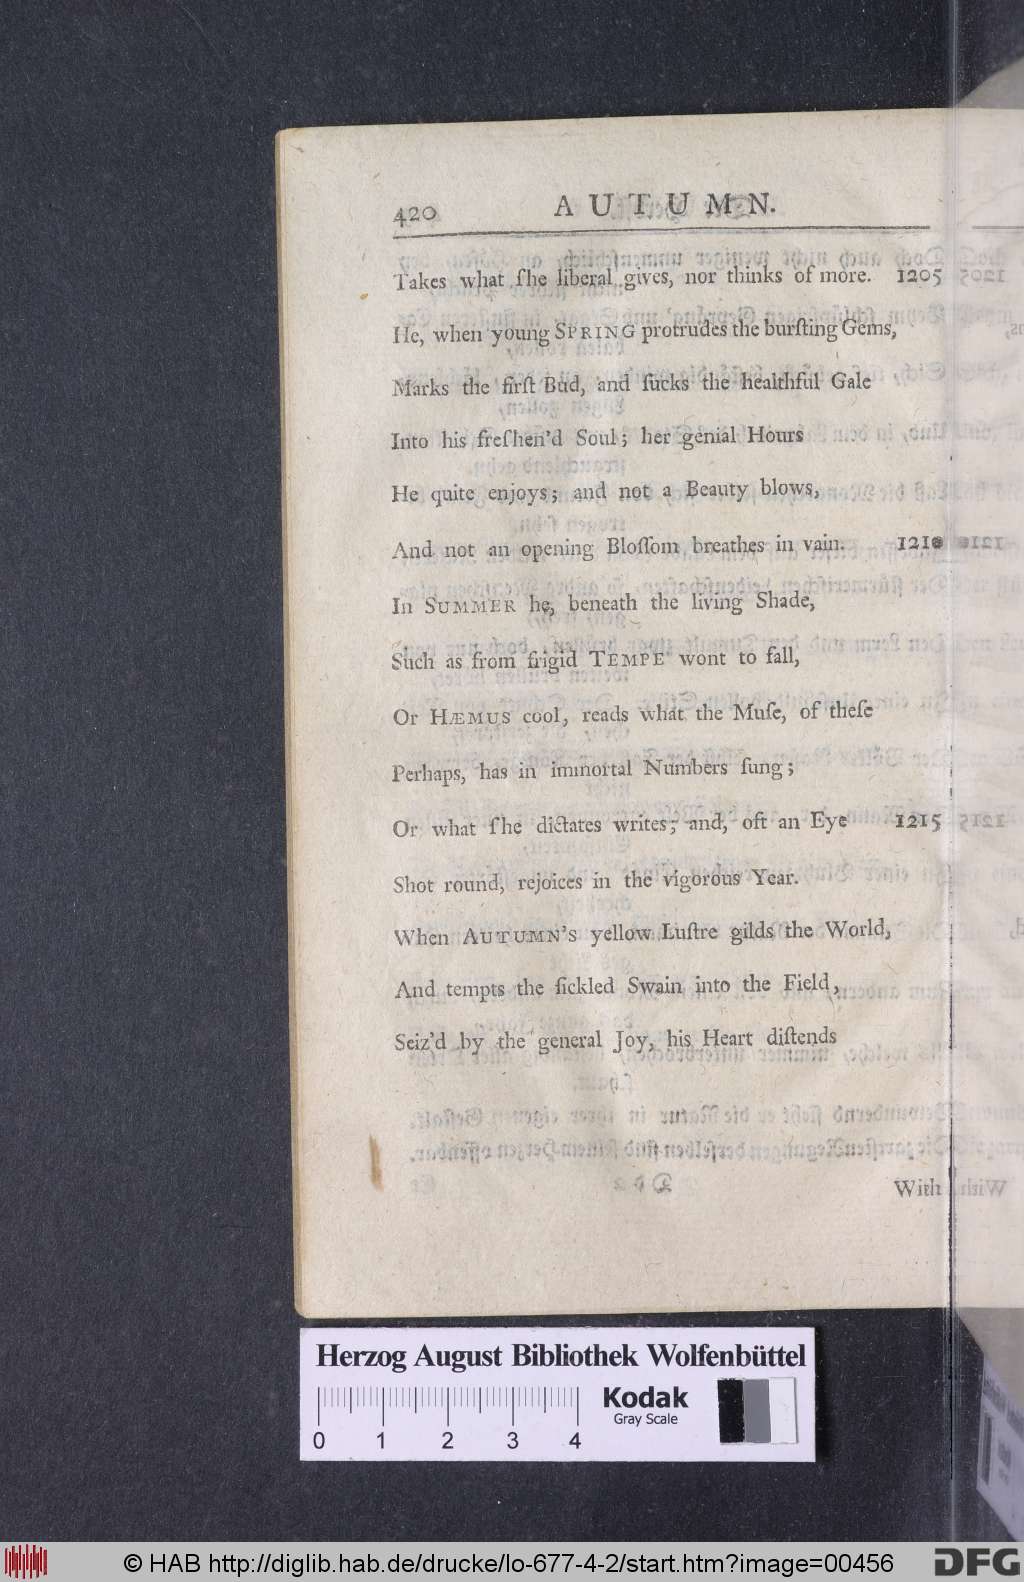 420 AUTUMN.
Takes what ſhe liberal gives, nor thinks of more. 1205
He, when young SPRING protrudes the burſting Gems,
Marks the firſt Bud, and ſucks the healthful Gale
Into his freſhen'd Soul; her genial Hours
He quite enjoys; and not a Beauty blows,
And not an opening Bloſſom breathes in vain. 1210
In SUMMER he, beneath the living Shade,
Such as from frigid TEMPE wont to fall,
Or HÆMUS cool, reads what the Muſe, of theſe
Perhaps, has in immortal Numbers ſung;
Or what ſhe dictates writes; and, oft an Eye 1215
Shot round, rejoices in the vigorous Year.
When AUTUMN'S yellow Luſtre gilds the World,
And tempts the ſickled Swain into the Field,
Seiz'd by the general Joy, his Heart diſtends
With
Herzog August Bibliothek Wolfenbüttel
Kodak
Gray Scale
0 1 2 3 4
© HAB http://diglib.hab.de/drucke/lo-677-4-2/start.htm?image=00456
DFG